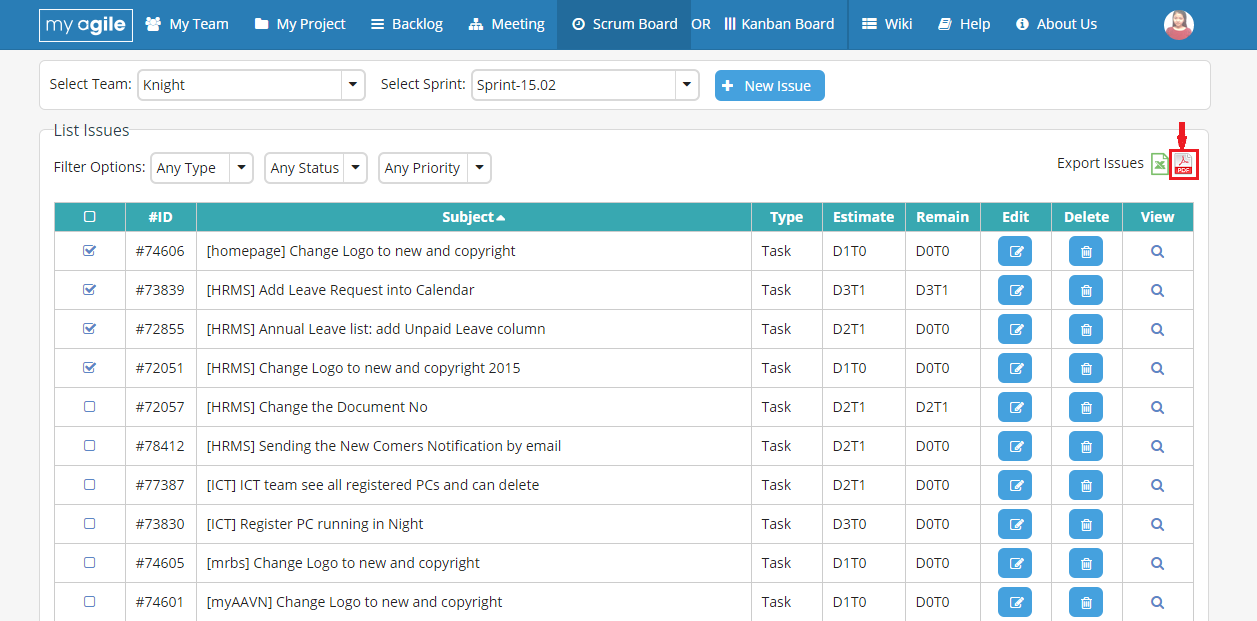 my agile My Team My Project Backlog Meeting Scrum Board OR Kanban Board Wiki Help About Us
Select Team: Knight Select Sprint: Sprint-15.02 New Issue
List Issues
Filter Options: Any Type Any Status Any Priority Export Issues PDF
#ID Subject Type Estimate Remain Edit Delete View
#74606 [homepage] Change Logo to new and copyright Task D1T0 D0T0
#73839 [HRMS] Add Leave Request into Calendar Task D3T1 D3T1
#72855 [HRMS] Annual Leave list: add Unpaid Leave column Task D2T1 D0T0
#72051 [HRMS] Change Logo to new and copyright 2015 Task D1T0 D0T0
#72057 [HRMS] Change the Document No Task D2T1 D2T1
#78412 [HRMS] Sending the New Comers Notification by email Task D2T1 D0T0
#77387 [ICT] ICT team see all registered PCs and can delete Task D2T1 D0T0
#73830 [ICT] Register PC running in Night Task D3T0 D0T0
#74605 [mrbs] Change Logo to new and copyright Task D1T0 D0T0
#74601 [myAAVN] Change Logo to new and copyright Task D1T0 D0T0